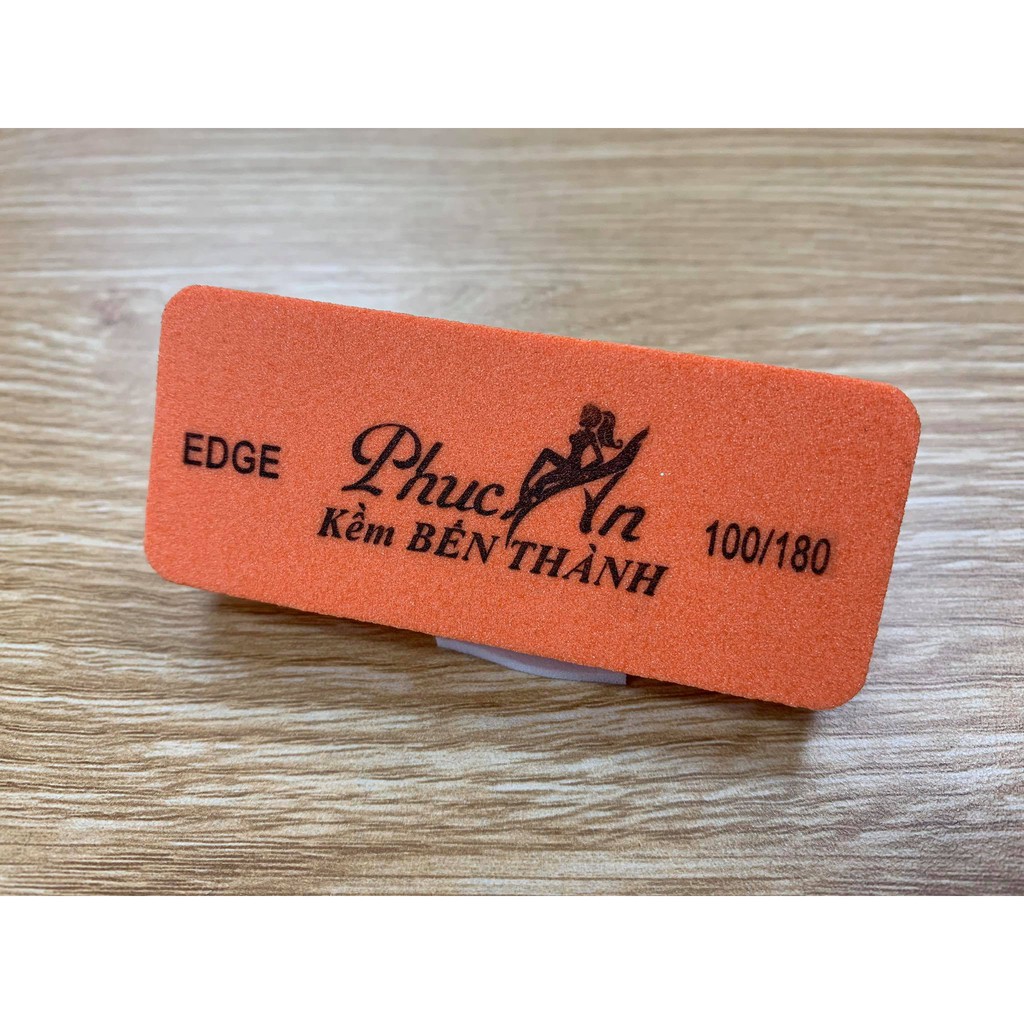 EDGE
Phuc An
Kềm BẾN THÀNH
100/180